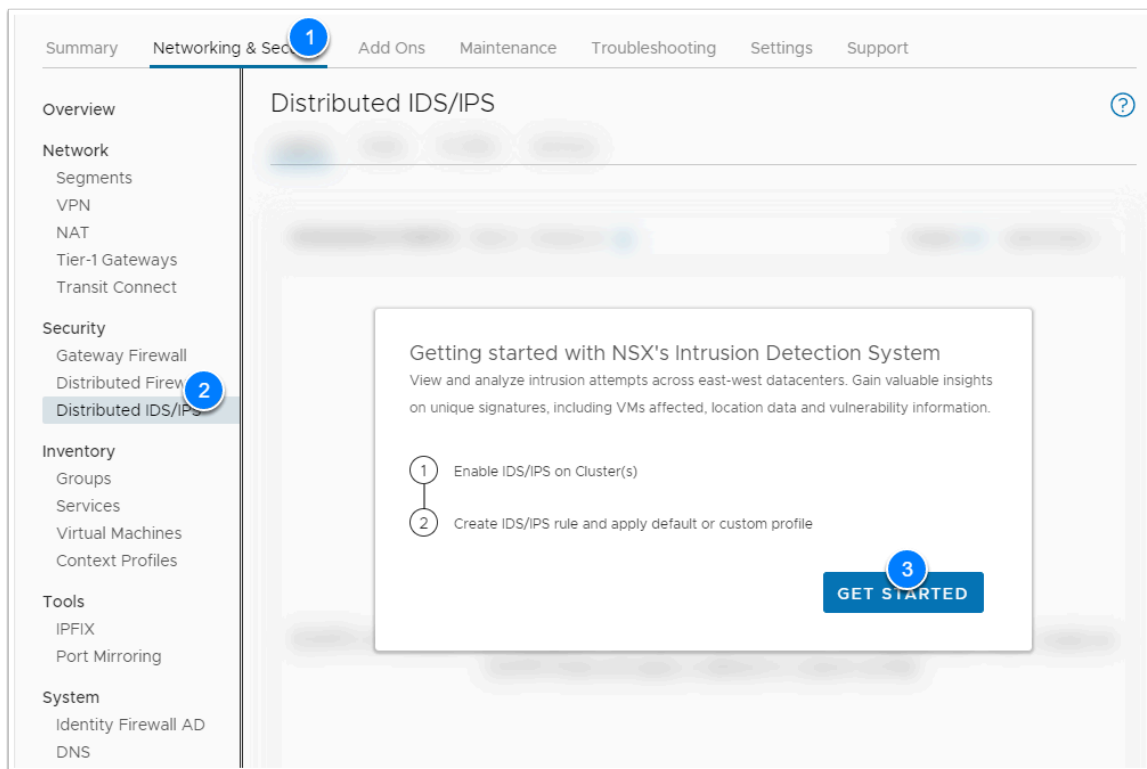 Summary
Networking & Sec
1
Add Ons
Maintenance
Troubleshooting
Settings
Support
Overview
Network
Segments
VPN
NAT
Tier-1 Gateways
Transit Connect
Security
Gateway Firewall
Distributed Firew
2
Distributed IDS/IPS
Inventory
Groups
Services
Virtual Machines
Context Profiles
Tools
IPFIX
Port Mirroring
System
Identity Firewall AD
DNS
Distributed IDS/IPS
?
Getting started with NSX's Intrusion Detection System
View and analyze intrusion attempts across east-west datacenters. Gain valuable insights
on unique signatures, including VMs affected, location data and vulnerability information.
1 Enable IDS/IPS on Cluster(s)
2 Create IDS/IPS rule and apply default or custom profile
3
GET STARTED